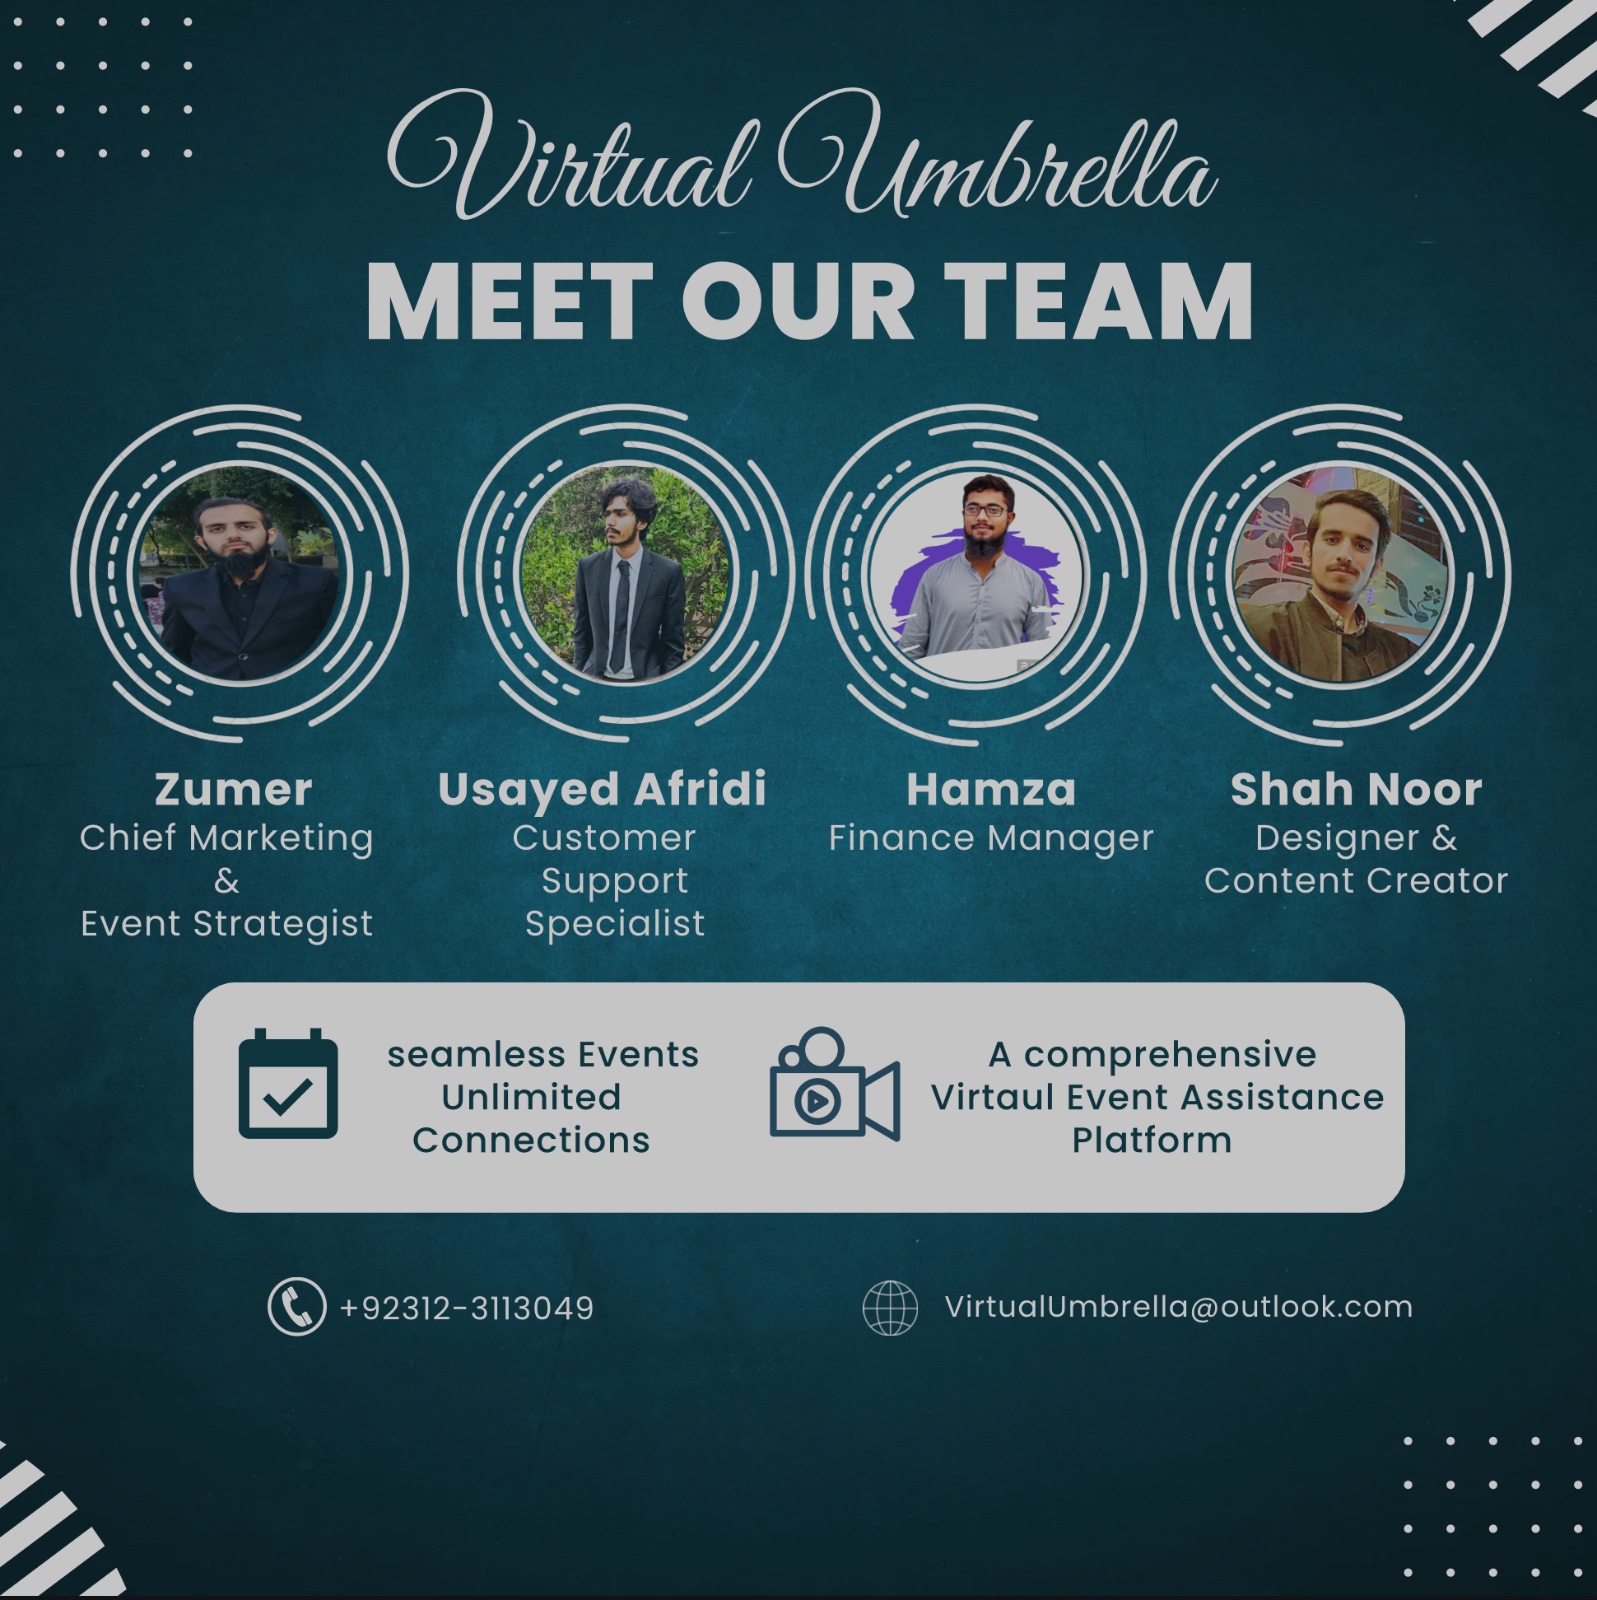 Virtual Umbrella
MEET OUR TEAM
Zumer
Chief Marketing
&
Event Strategist
Usayed Afridi
Customer
Support
Specialist
Hamza
Finance Manager
Shah Noor
Designer &
Content Creator
seamless Events
Unlimited
Connections
A comprehensive
Virtaul Event Assistance
Platform
+92312-3113049
VirtualUmbrella@outlook.com